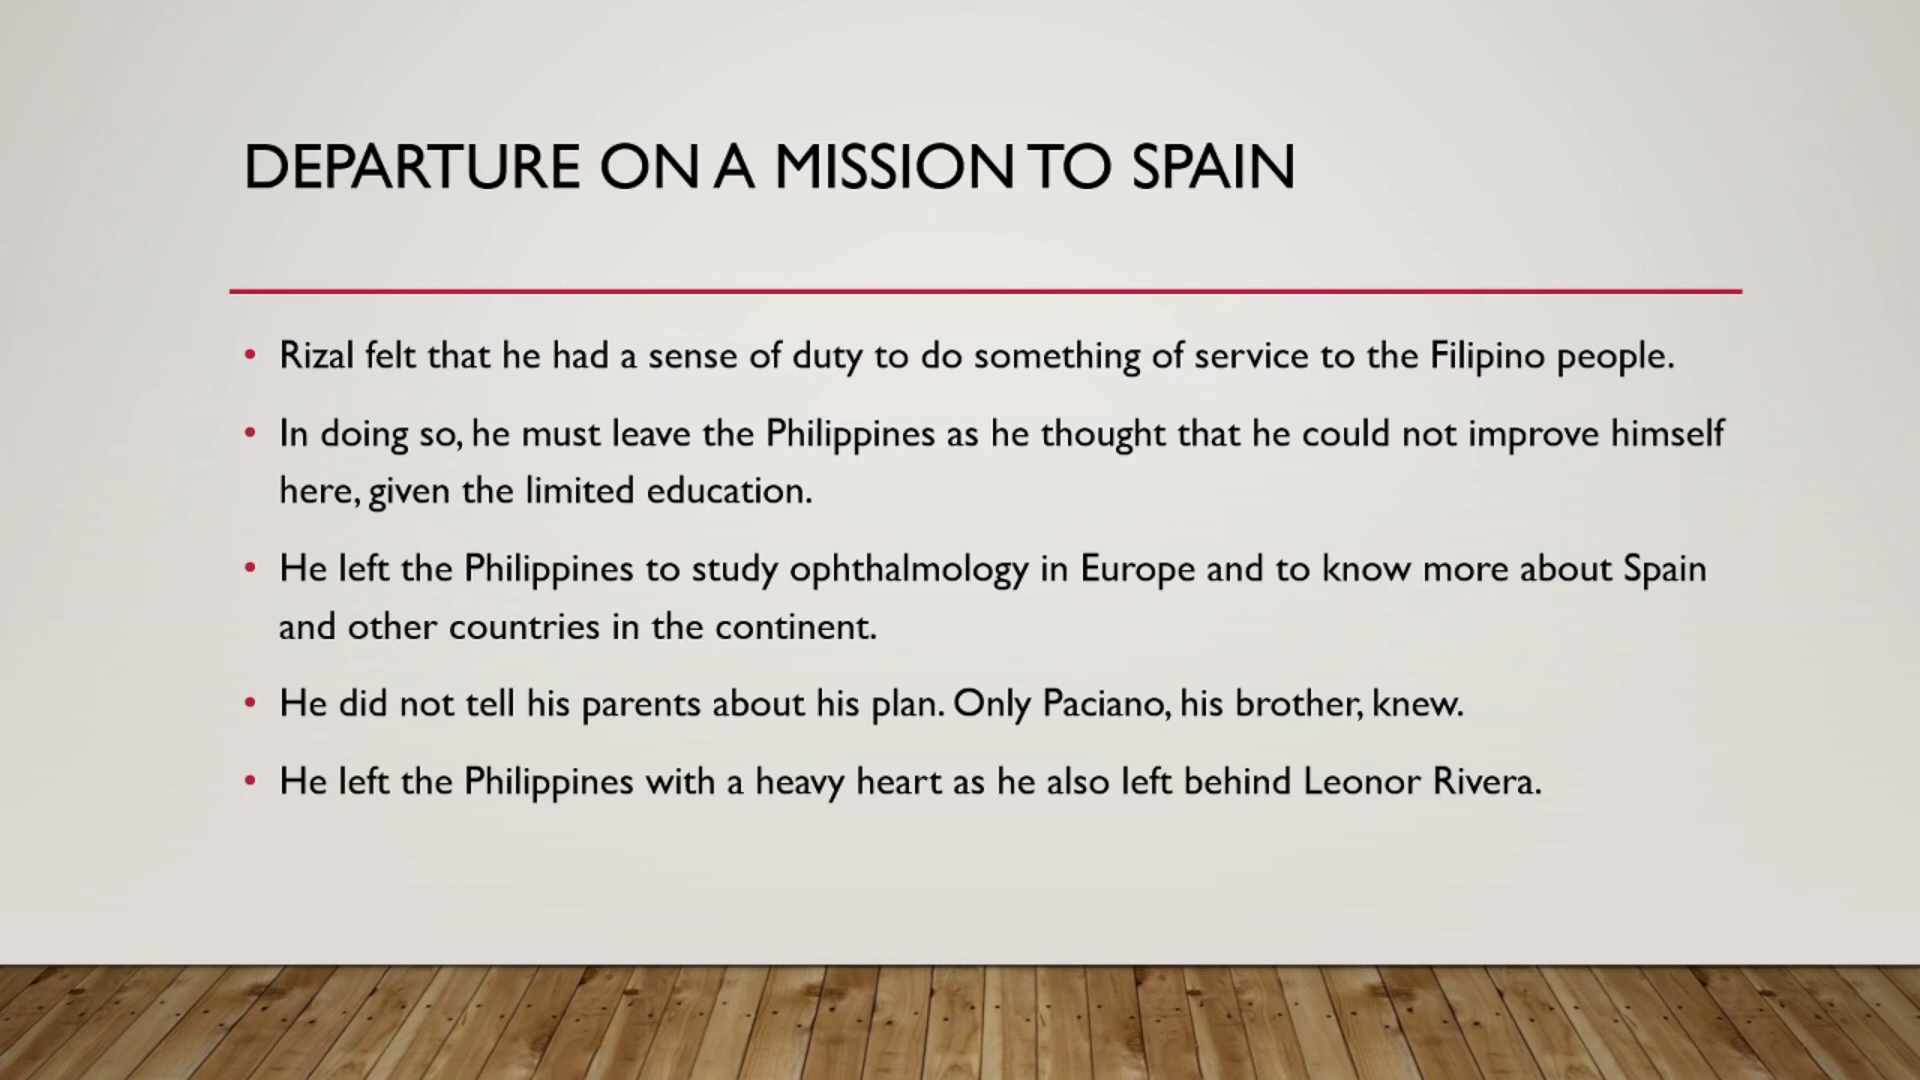 DEPARTURE ON A MISSION TO SPAIN
• Rizal felt that he had a sense of duty to do something of service to the Filipino people.
• In doing so, he must leave the Philippines as he thought that he could not improve himself
here, given the limited education.
• He left the Philippines to study ophthalmology in Europe and to know more about Spain
and other countries in the continent.
• He did not tell his parents about his plan. Only Paciano, his brother, knew.
• He left the Philippines with a heavy heart as he also left behind Leonor Rivera.